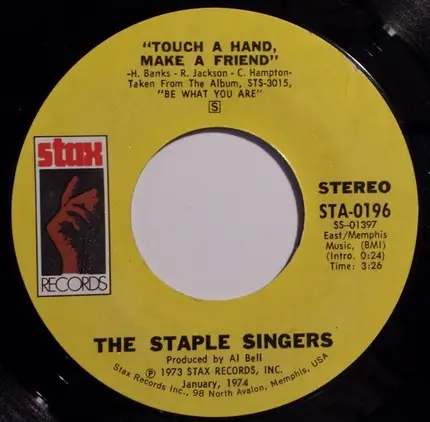 "TOUCH A HAND,
MAKE A FRIEND"
-H. Banks- R. Jackson - C. Hampton-
Taken From The Album, STS-3015,
"BE WHAT YOU ARE"
S
stax
RECORDS
STEREO
STA-0196
SS-01397
East/Memphis
Music, (BMI)
(Intro. 0:24)
Time: 3:26
THE STAPLE SINGERS
Produced by Al Bell
℗ 1973 STAX RECORDS, INC.
January, 1974
Stax Records Inc., 98 North Avalon, Memphis, USA